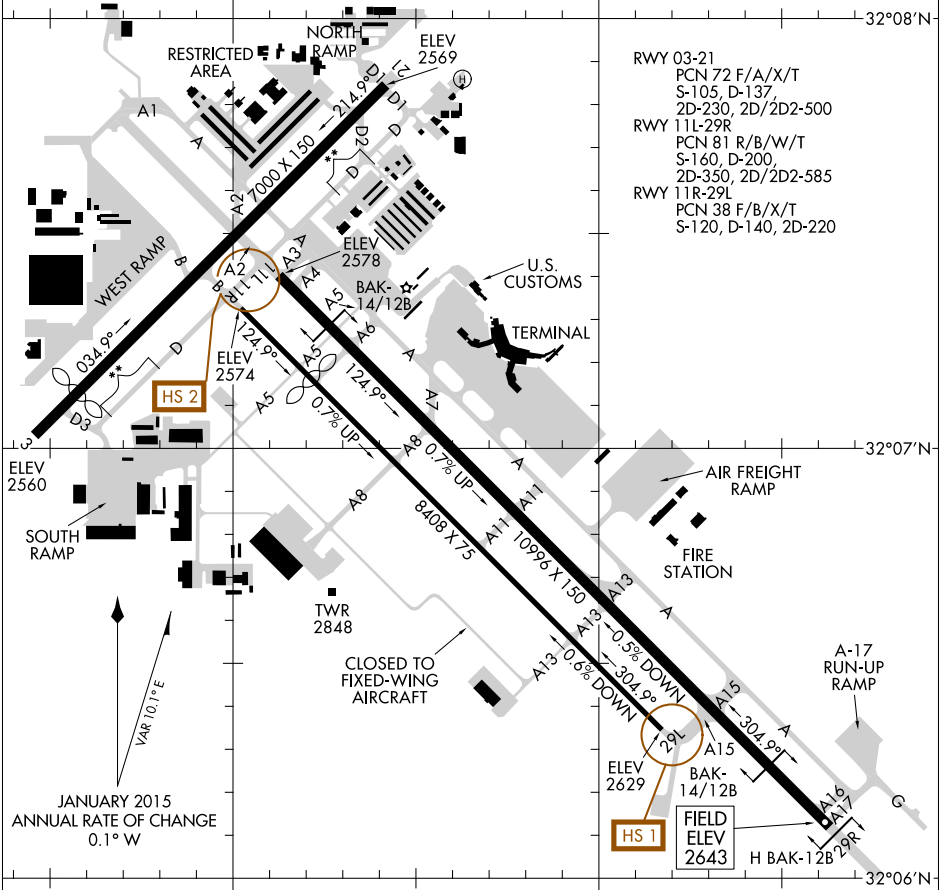 32°08'N
NORTH
RAMP
RESTRICTED
AREA
ELEV
2569
H
RWY 03-21
PCN 72 F/A/X/T
S-105, D-137,
2D-230, 2D/2D2-500
RWY 11L-29R
PCN 81 R/B/W/T
S-160, D-200,
2D-350, 2D/2D2-585
RWY 11R-29L
PCN 38 F/B/X/T
S-120, D-140, 2D-220
A1
A
D
21
D1
D
D2
D
**
214.9°
7000 X 150
A2
WEST RAMP
B
B
A2
11L
11R
A3
A
A4
ELEV
2578
BAK-
14/12B
U.S.
CUSTOMS
TERMINAL
A5
A6
A
034.9°
D
**
D3
3
ELEV
2560
ELEV
2574
HS 2
124.9°
0.7% UP
A5
A5
124.9°
0.7% UP
A7
A8
A8
A
8408 X 75
10996 X 150
A11
A11
AIR FREIGHT
RAMP
FIRE
STATION
32°07'N
SOUTH
RAMP
TWR
2848
CLOSED TO
FIXED-WING
AIRCRAFT
A13
A13
A13
A
0.5% DOWN
304.9°
0.6% DOWN
304.9°
A-17
RUN-UP
RAMP
A15
A15
A
29L
ELEV
2629
BAK-
14/12B
HS 1
FIELD
ELEV
2643
A16
A17
G
29R
H BAK-12B
VAR 10.1° E
JANUARY 2015
ANNUAL RATE OF CHANGE
0.1° W
32°06'N